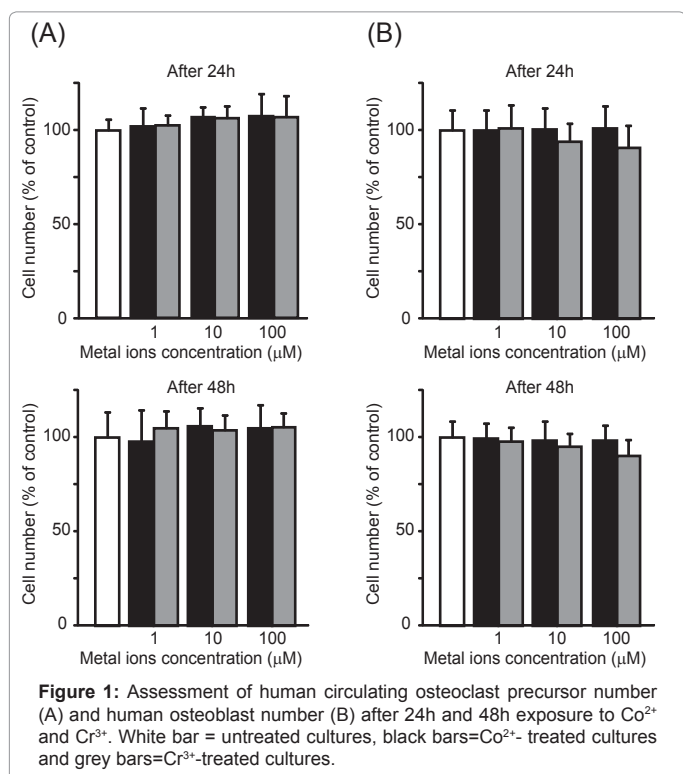 (A)
(B)
After 24h
Cell number (% of control)
100
50
0
1 10 100
Metal ions concentration (µM)
After 24h
Cell number (% of control)
100
50
0
1 10 100
Metal ions concentration (µM)
After 48h
Cell number (% of control)
100
50
0
1 10 100
Metal ions concentration (µM)
After 48h
Cell number (% of control)
100
50
0
1 10 100
Metal ions concentration (µM)
Figure 1: Assessment of human circulating osteoclast precursor number
(A) and human osteoblast number (B) after 24h and 48h exposure to Co²⁺
and Cr³⁺. White bar = untreated cultures, black bars=Co²⁺- treated cultures
and grey bars=Cr³⁺-treated cultures.